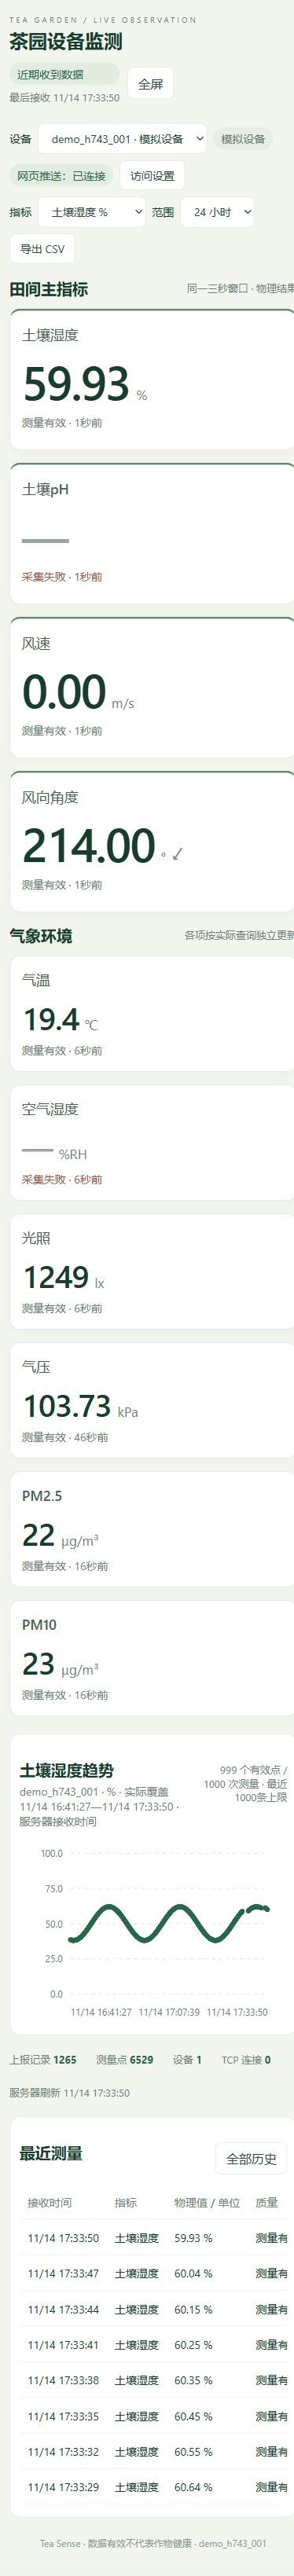 TEA GARDEN / LIVE OBSERVATION
茶园设备监测
近期收到数据
全屏
最后接收 11/14 17:33:50
设备 demo_h743_001 · 模拟设备 模拟设备
网页推送：已连接 访问设置
指标 土壤湿度 % 范围 24 小时
导出 CSV
田间主指标 同一三秒窗口 · 物理结果
土壤湿度
59.93 %
测量有效 · 1秒前
土壤pH
—
采集失败 · 1秒前
风速
0.00 m/s
测量有效 · 1秒前
风向角度
214.00 ° ↙
测量有效 · 1秒前
气象环境 各项按实际查询独立更新
气温
19.4 ℃
测量有效 · 6秒前
空气湿度
— %RH
采集失败 · 6秒前
光照
1249 lx
测量有效 · 6秒前
气压
103.73 kPa
测量有效 · 46秒前
PM2.5
22 µg/m³
测量有效 · 16秒前
PM10
23 µg/m³
测量有效 · 16秒前
土壤湿度趋势
demo_h743_001 · % · 实际覆盖
11/14 16:41:27—11/14 17:33:50 ·
服务器接收时间
999 个有效点 /
1000 次测量 · 最近
1000条上限
100.0
75.0
50.0
25.0
0.0
11/14 16:41:27 11/14 17:07:39 11/14 17:33:50
上报记录 1265 测量点 6529 设备 1 TCP 连接 0
服务器刷新 11/14 17:33:50
最近测量 全部历史
接收时间 指标 物理值 / 单位 质量
11/14 17:33:50 土壤湿度 59.93 % 测量有
11/14 17:33:47 土壤湿度 60.04 % 测量有
11/14 17:33:44 土壤湿度 60.15 % 测量有
11/14 17:33:41 土壤湿度 60.25 % 测量有
11/14 17:33:38 土壤湿度 60.35 % 测量有
11/14 17:33:35 土壤湿度 60.45 % 测量有
11/14 17:33:32 土壤湿度 60.55 % 测量有
11/14 17:33:29 土壤湿度 60.64 % 测量有
Tea Sense · 数据有效不代表作物健康 · demo_h743_001